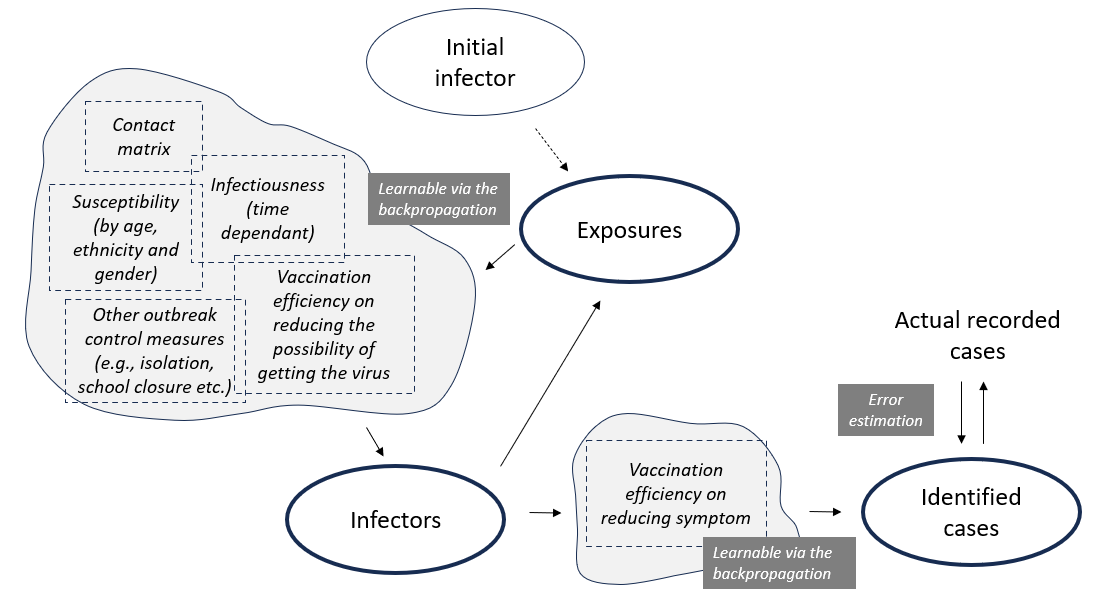 Initial
infector
Contact
matrix
Infectiousness
(time
dependant)
Learnable via the
backpropagation
Susceptibility
(by age,
ethnicity and
gender)
Exposures
Vaccination
efficiency on
reducing the
possibility of
getting the virus
Other outbreak
control measures
(e.g., isolation,
school closure etc.)
Actual recorded
cases
Error
estimation
Infectors
Vaccination
efficiency on
reducing symptom
Identified
cases
Learnable via the
backpropagation